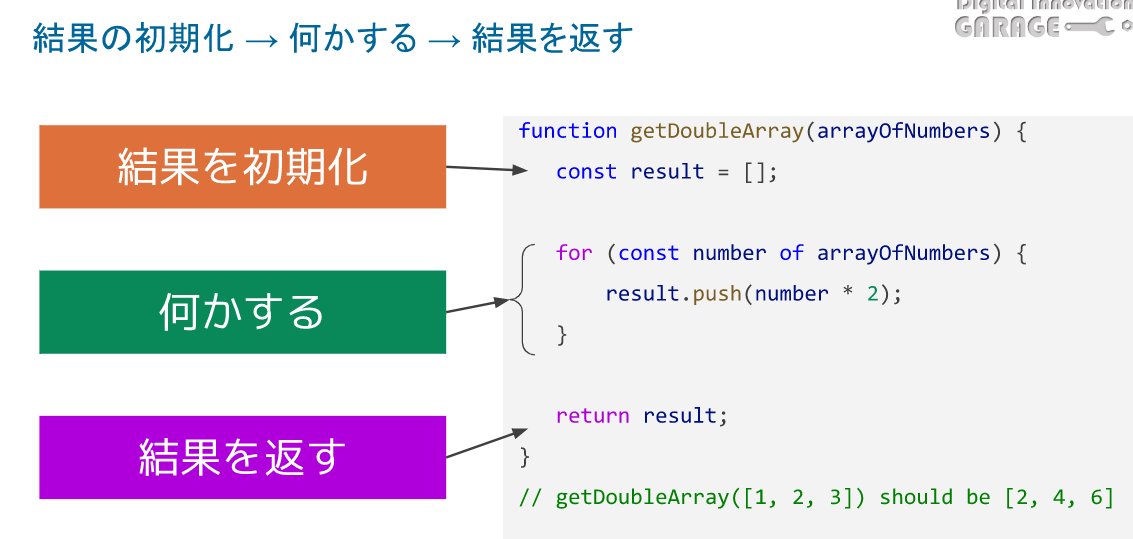 Digital Innovation
GARAGE
結果の初期化 → 何かする → 結果を返す
結果を初期化
何かする
結果を返す
function getDoubleArray(arrayOfNumbers) {
const result = [];
for (const number of arrayOfNumbers) {
result.push(number * 2);
}
return result;
}
// getDoubleArray([1, 2, 3]) should be [2, 4, 6]